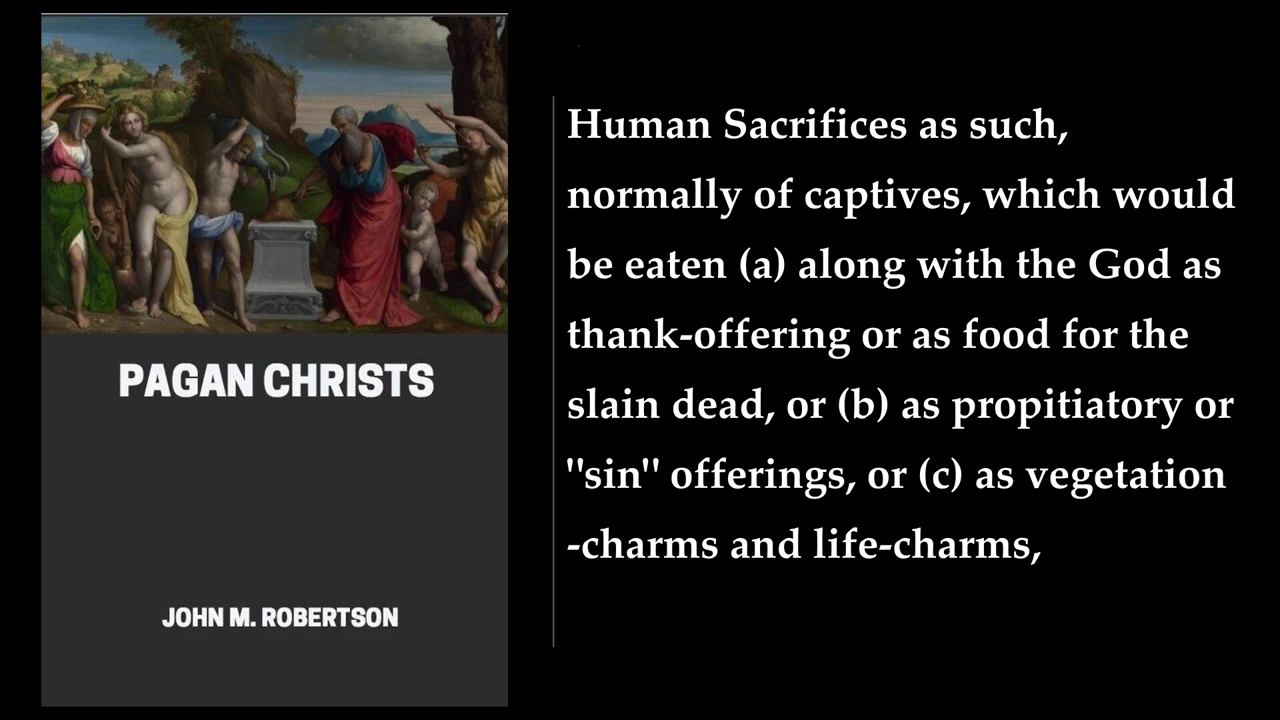 PAGAN CHRISTS
JOHN M. ROBERTSON
Human Sacrifices as such,
normally of captives, which would
be eaten (a) along with the God as
thank-offering or as food for the
slain dead, or (b) as propitiatory or
"sin" offerings, or (c) as vegetation
-charms and life-charms,